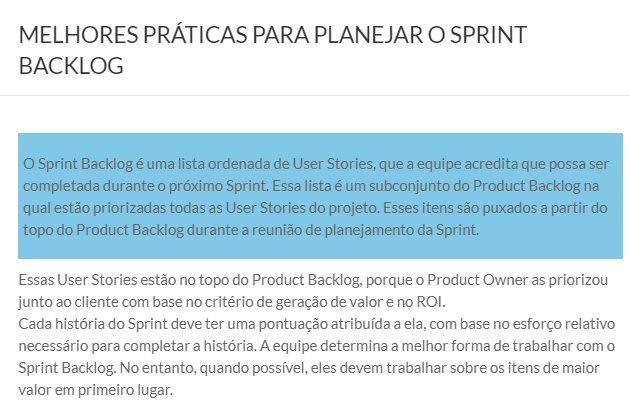 MELHORES PRÁTICAS PARA PLANEJAR O SPRINT
BACKLOG
O Sprint Backlog é uma lista ordenada de User Stories, que a equipe acredita que possa ser
completada durante o próximo Sprint. Essa lista é um subconjunto do Product Backlog na
qual estão priorizadas todas as User Stories do projeto. Esses itens são puxados a partir do
topo do Product Backlog durante a reunião de planejamento da Sprint.
Essas User Stories estão no topo do Product Backlog, porque o Product Owner as priorizou
junto ao cliente com base no critério de geração de valor e no ROI.
Cada história do Sprint deve ter uma pontuação atribuída a ela, com base no esforço relativo
necessário para completar a história. A equipe determina a melhor forma de trabalhar com o
Sprint Backlog. No entanto, quando possível, eles devem trabalhar sobre os itens de maior
valor em primeiro lugar.